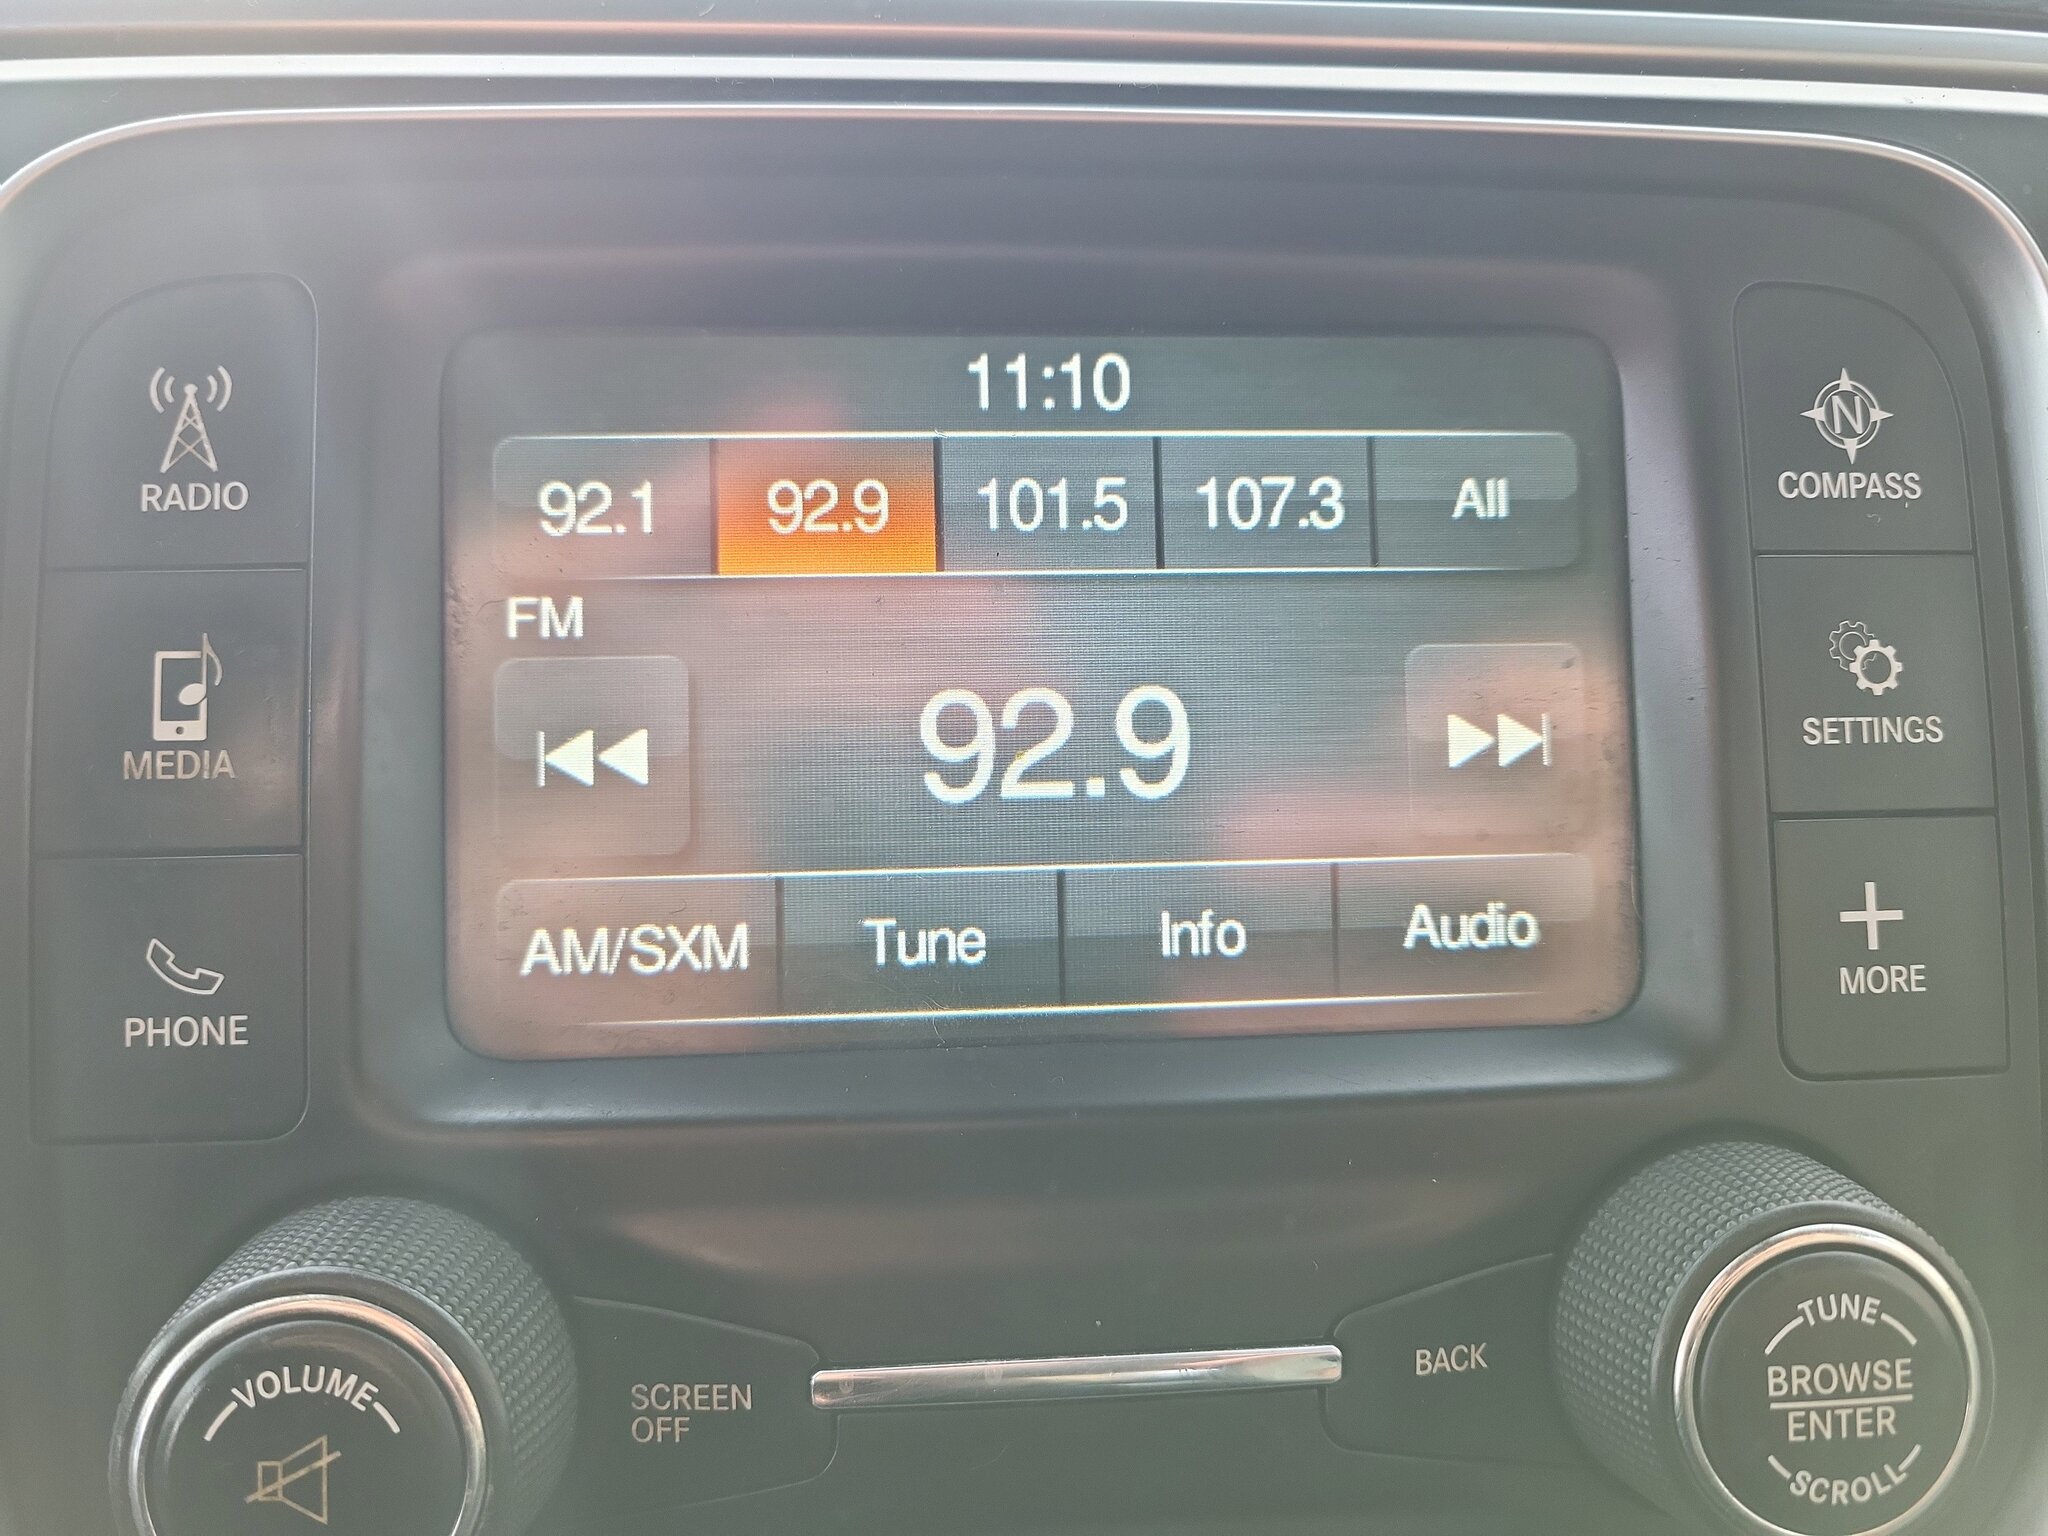 11:10
92.1 92.9 101.5 107.3 All
FM
92.9
AM/SXM Tune Info Audio
RADIO
MEDIA
PHONE
N
COMPASS
SETTINGS
MORE
VOLUME
SCREEN
OFF
BACK
TUNE
BROWSE
ENTER
SCROLL